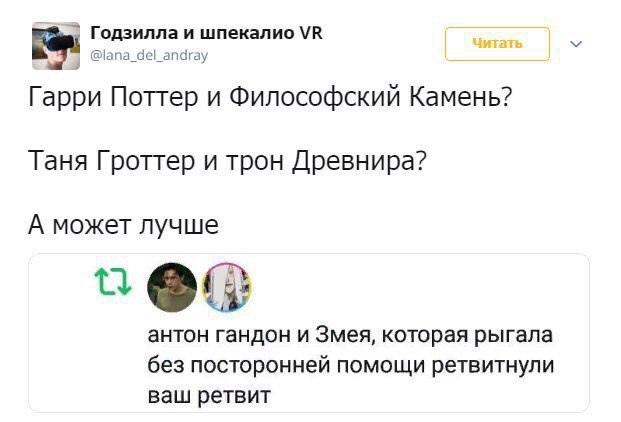 Годзилла и шпекалио VR
@lana_del_andray
Читать
Гарри Поттер и Философский Камень?
Таня Гроттер и трон Древнира?
А может лучше
антон гандон и Змея, которая рыгала
без посторонней помощи ретвитнули
ваш ретвит